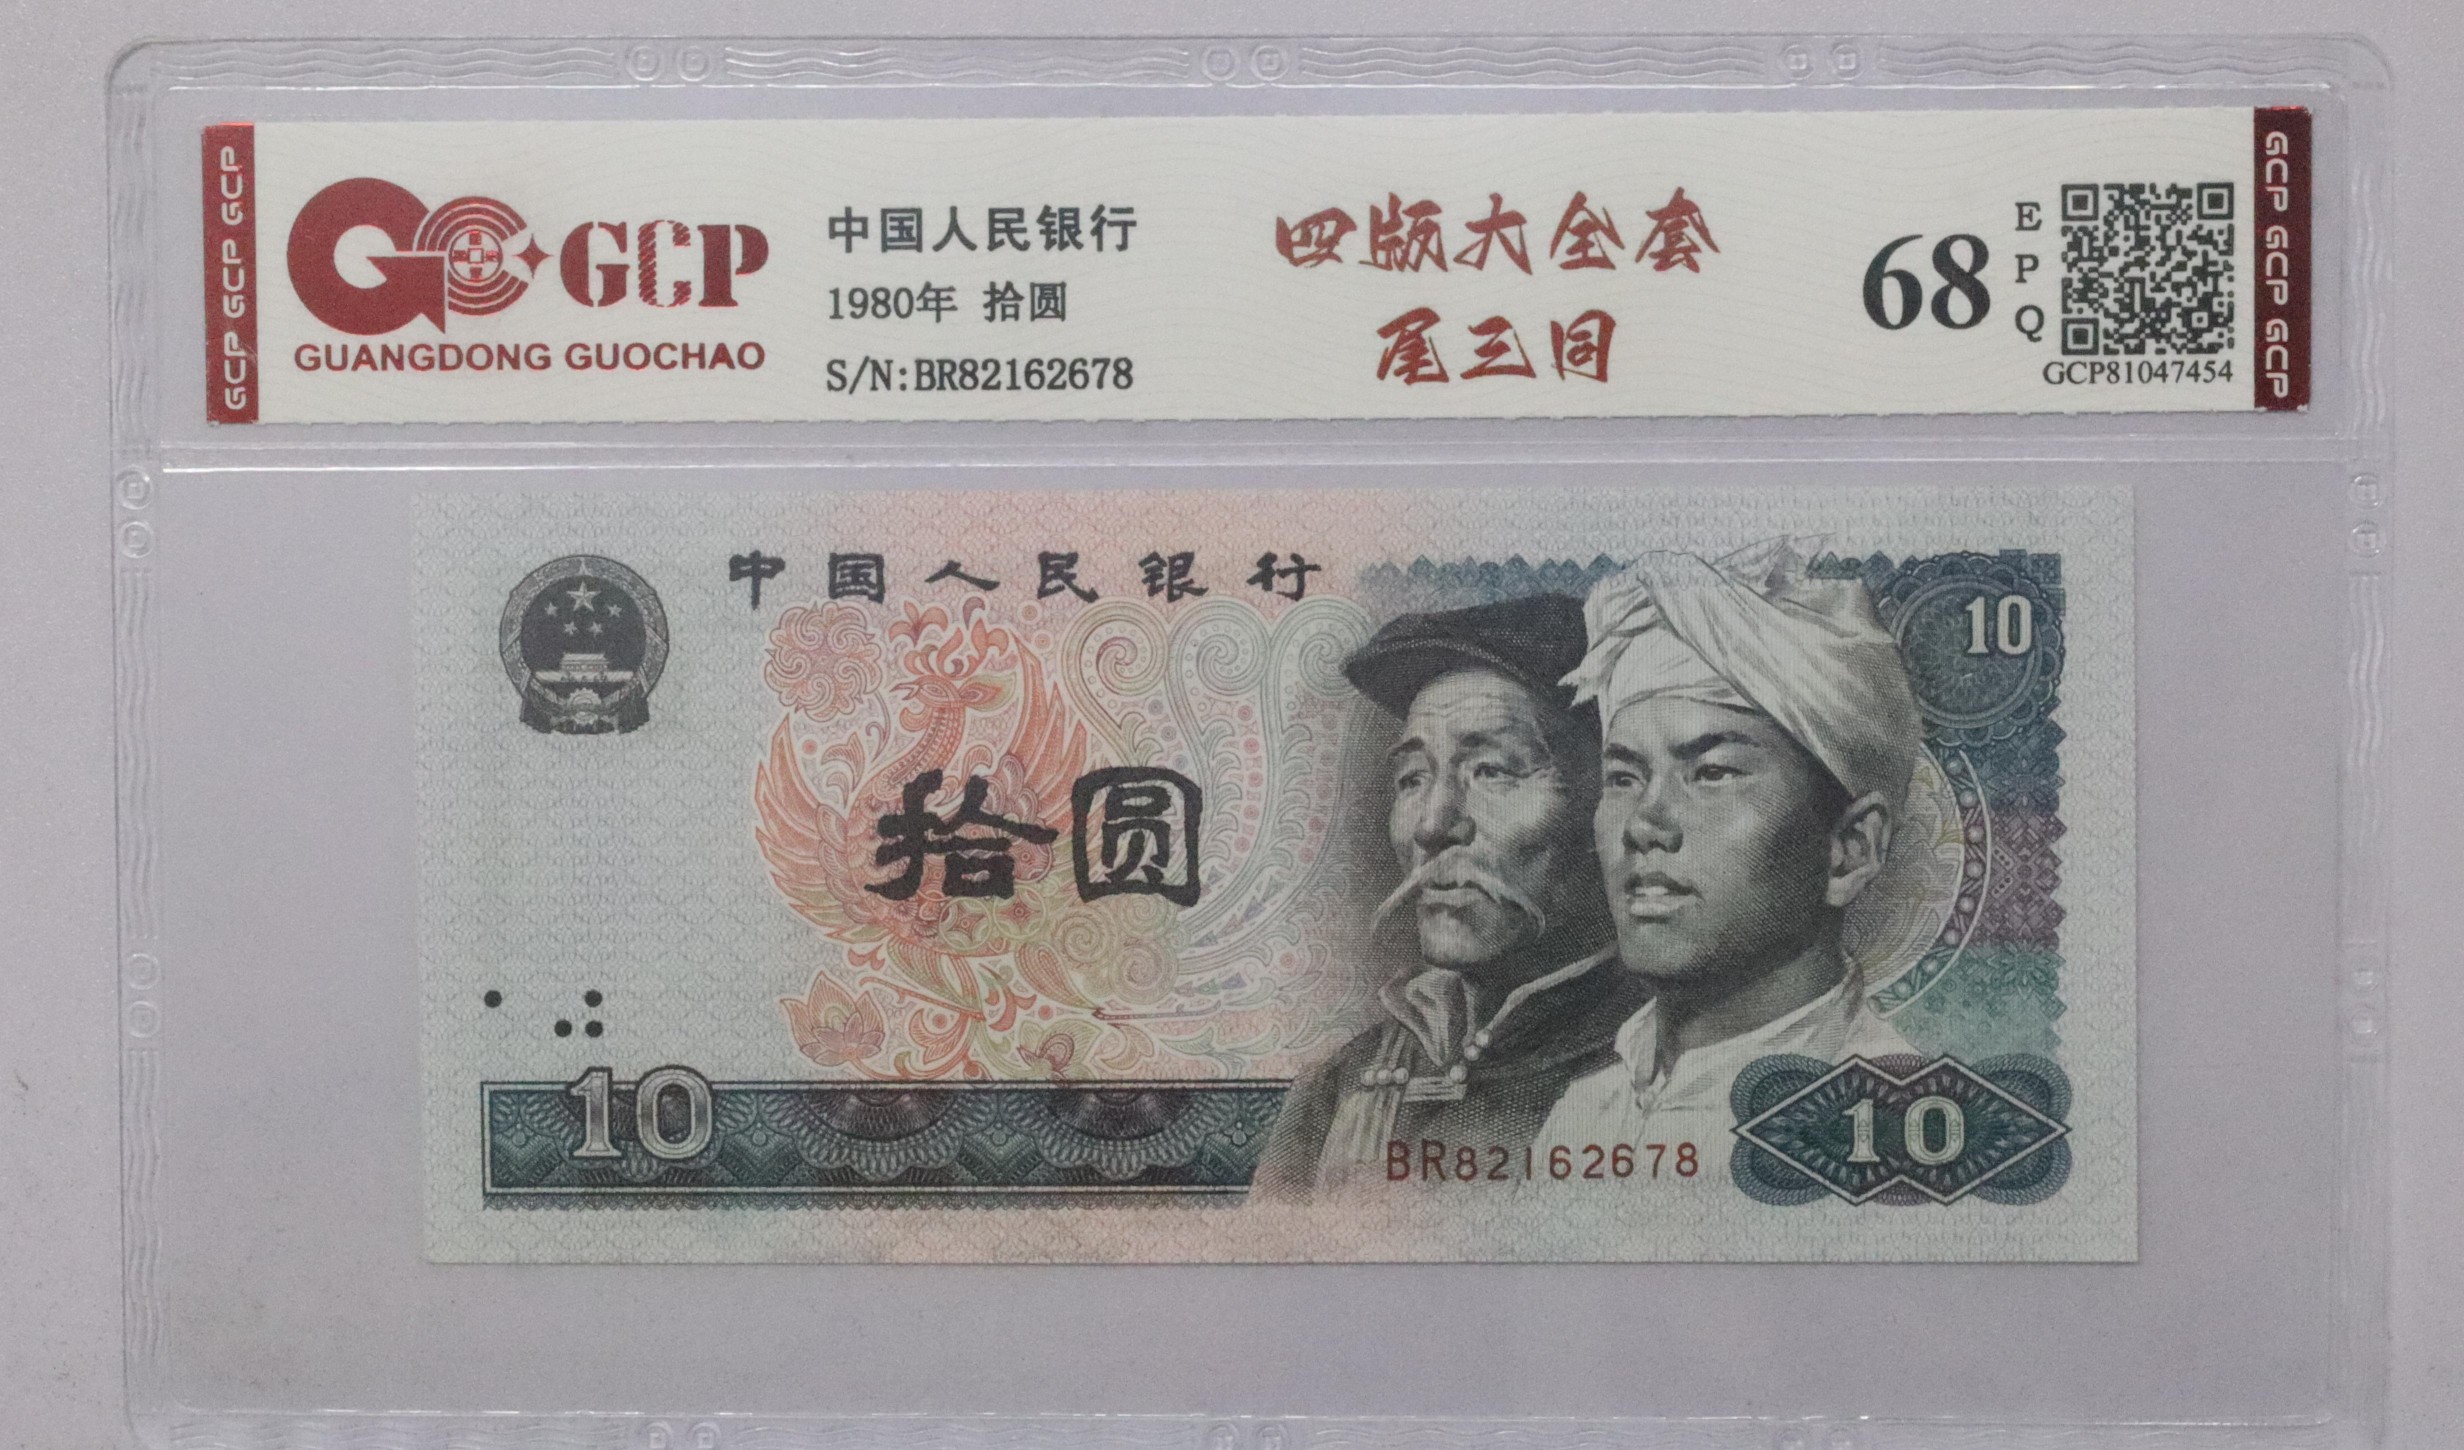 GCP GCP GCP
GCP
GUANGDONG GUOCHAO
中国人民银行
1980年 拾圆
S/N:BR82162678
四版大全套
尾三同
68
EPQ
GCP81047454
GCP GCP GCP
中国人民银行
10
拾圆
10
BR82162678
10